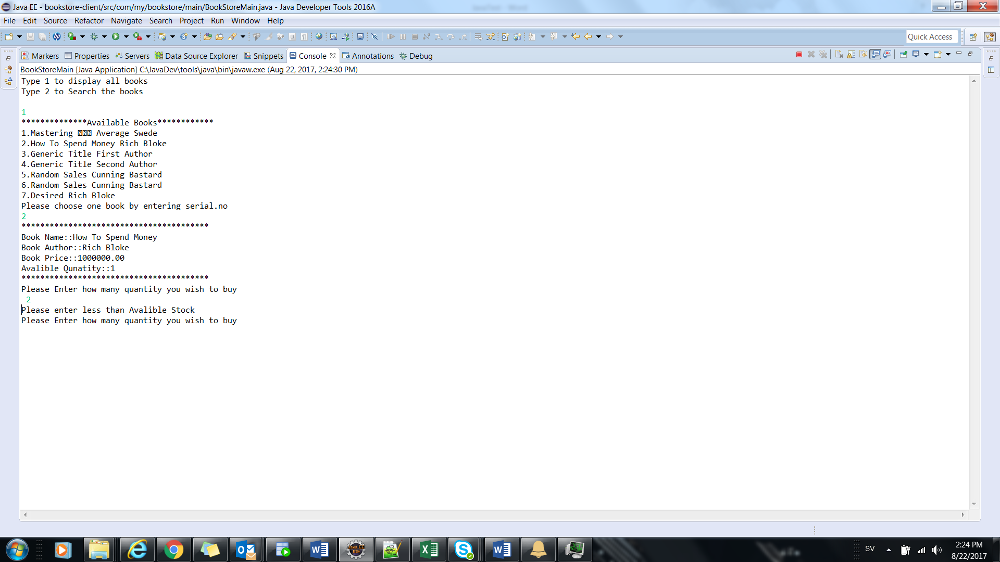 Java EE - bookstore-client/src/com/my/bookstore/main/BookStoreMain.java - Java Developer Tools 2016A
File Edit Source Refactor Navigate Search Project Run Window Help
Quick Access
Markers Properties Servers Data Source Explorer Snippets Console Annotations Debug
BookStoreMain [Java Application] C:\JavaDev\tools\java\bin\javaw.exe (Aug 22, 2017, 2:24:30 PM)
Type 1 to display all books
Type 2 to Search the books
1
**************Available Books************
1.Mastering ��� Average Swede
2.How To Spend Money Rich Bloke
3.Generic Title First Author
4.Generic Title Second Author
5.Random Sales Cunning Bastard
6.Random Sales Cunning Bastard
7.Desired Rich Bloke
Please choose one book by entering serial.no
2
****************************************
Book Name::How To Spend Money
Book Author::Rich Bloke
Book Price::1000000.00
Avalible Qunatity::1
****************************************
Please Enter how many quantity you wish to buy
2
Please enter less than Avalible Stock
Please Enter how many quantity you wish to buy
SV
2:24 PM
8/22/2017